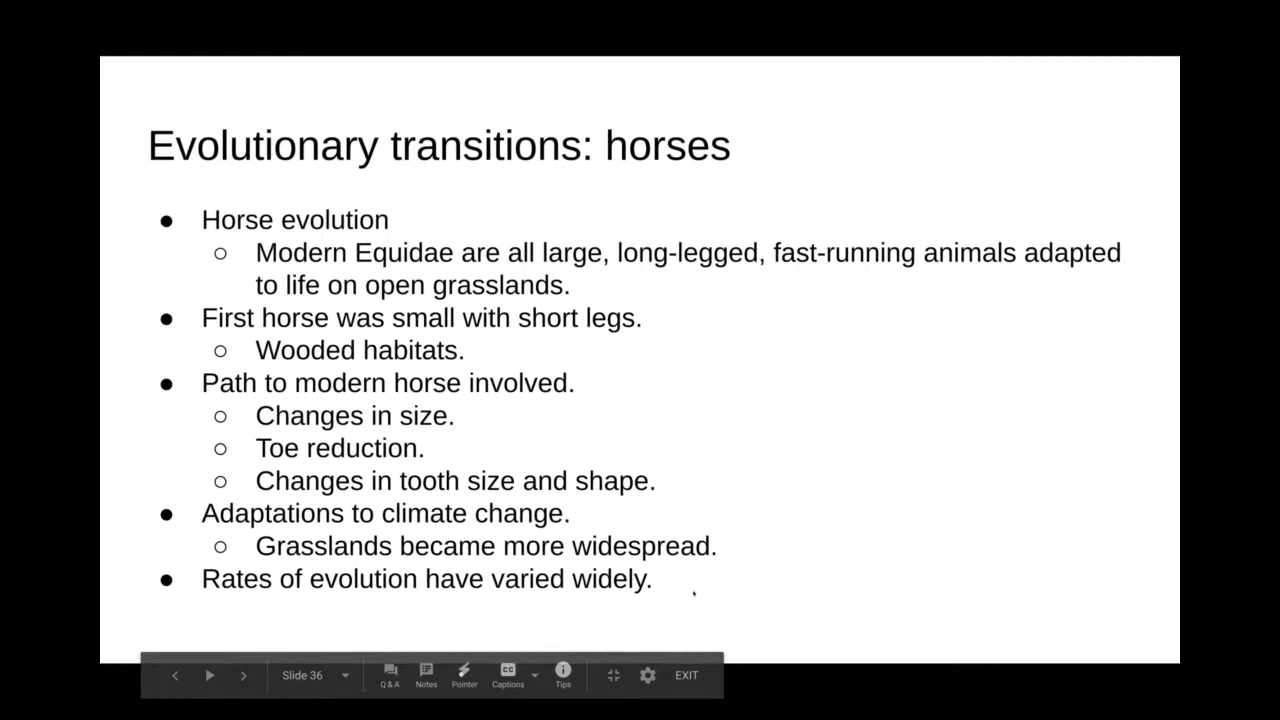 Evolutionary transitions: horses
● Horse evolution
○ Modern Equidae are all large, long-legged, fast-running animals adapted
to life on open grasslands.
● First horse was small with short legs.
○ Wooded habitats.
● Path to modern horse involved.
○ Changes in size.
○ Toe reduction.
○ Changes in tooth size and shape.
● Adaptations to climate change.
○ Grasslands became more widespread.
● Rates of evolution have varied widely.
Slide 36 Q & A Notes Pointer CC Captions Tips EXIT